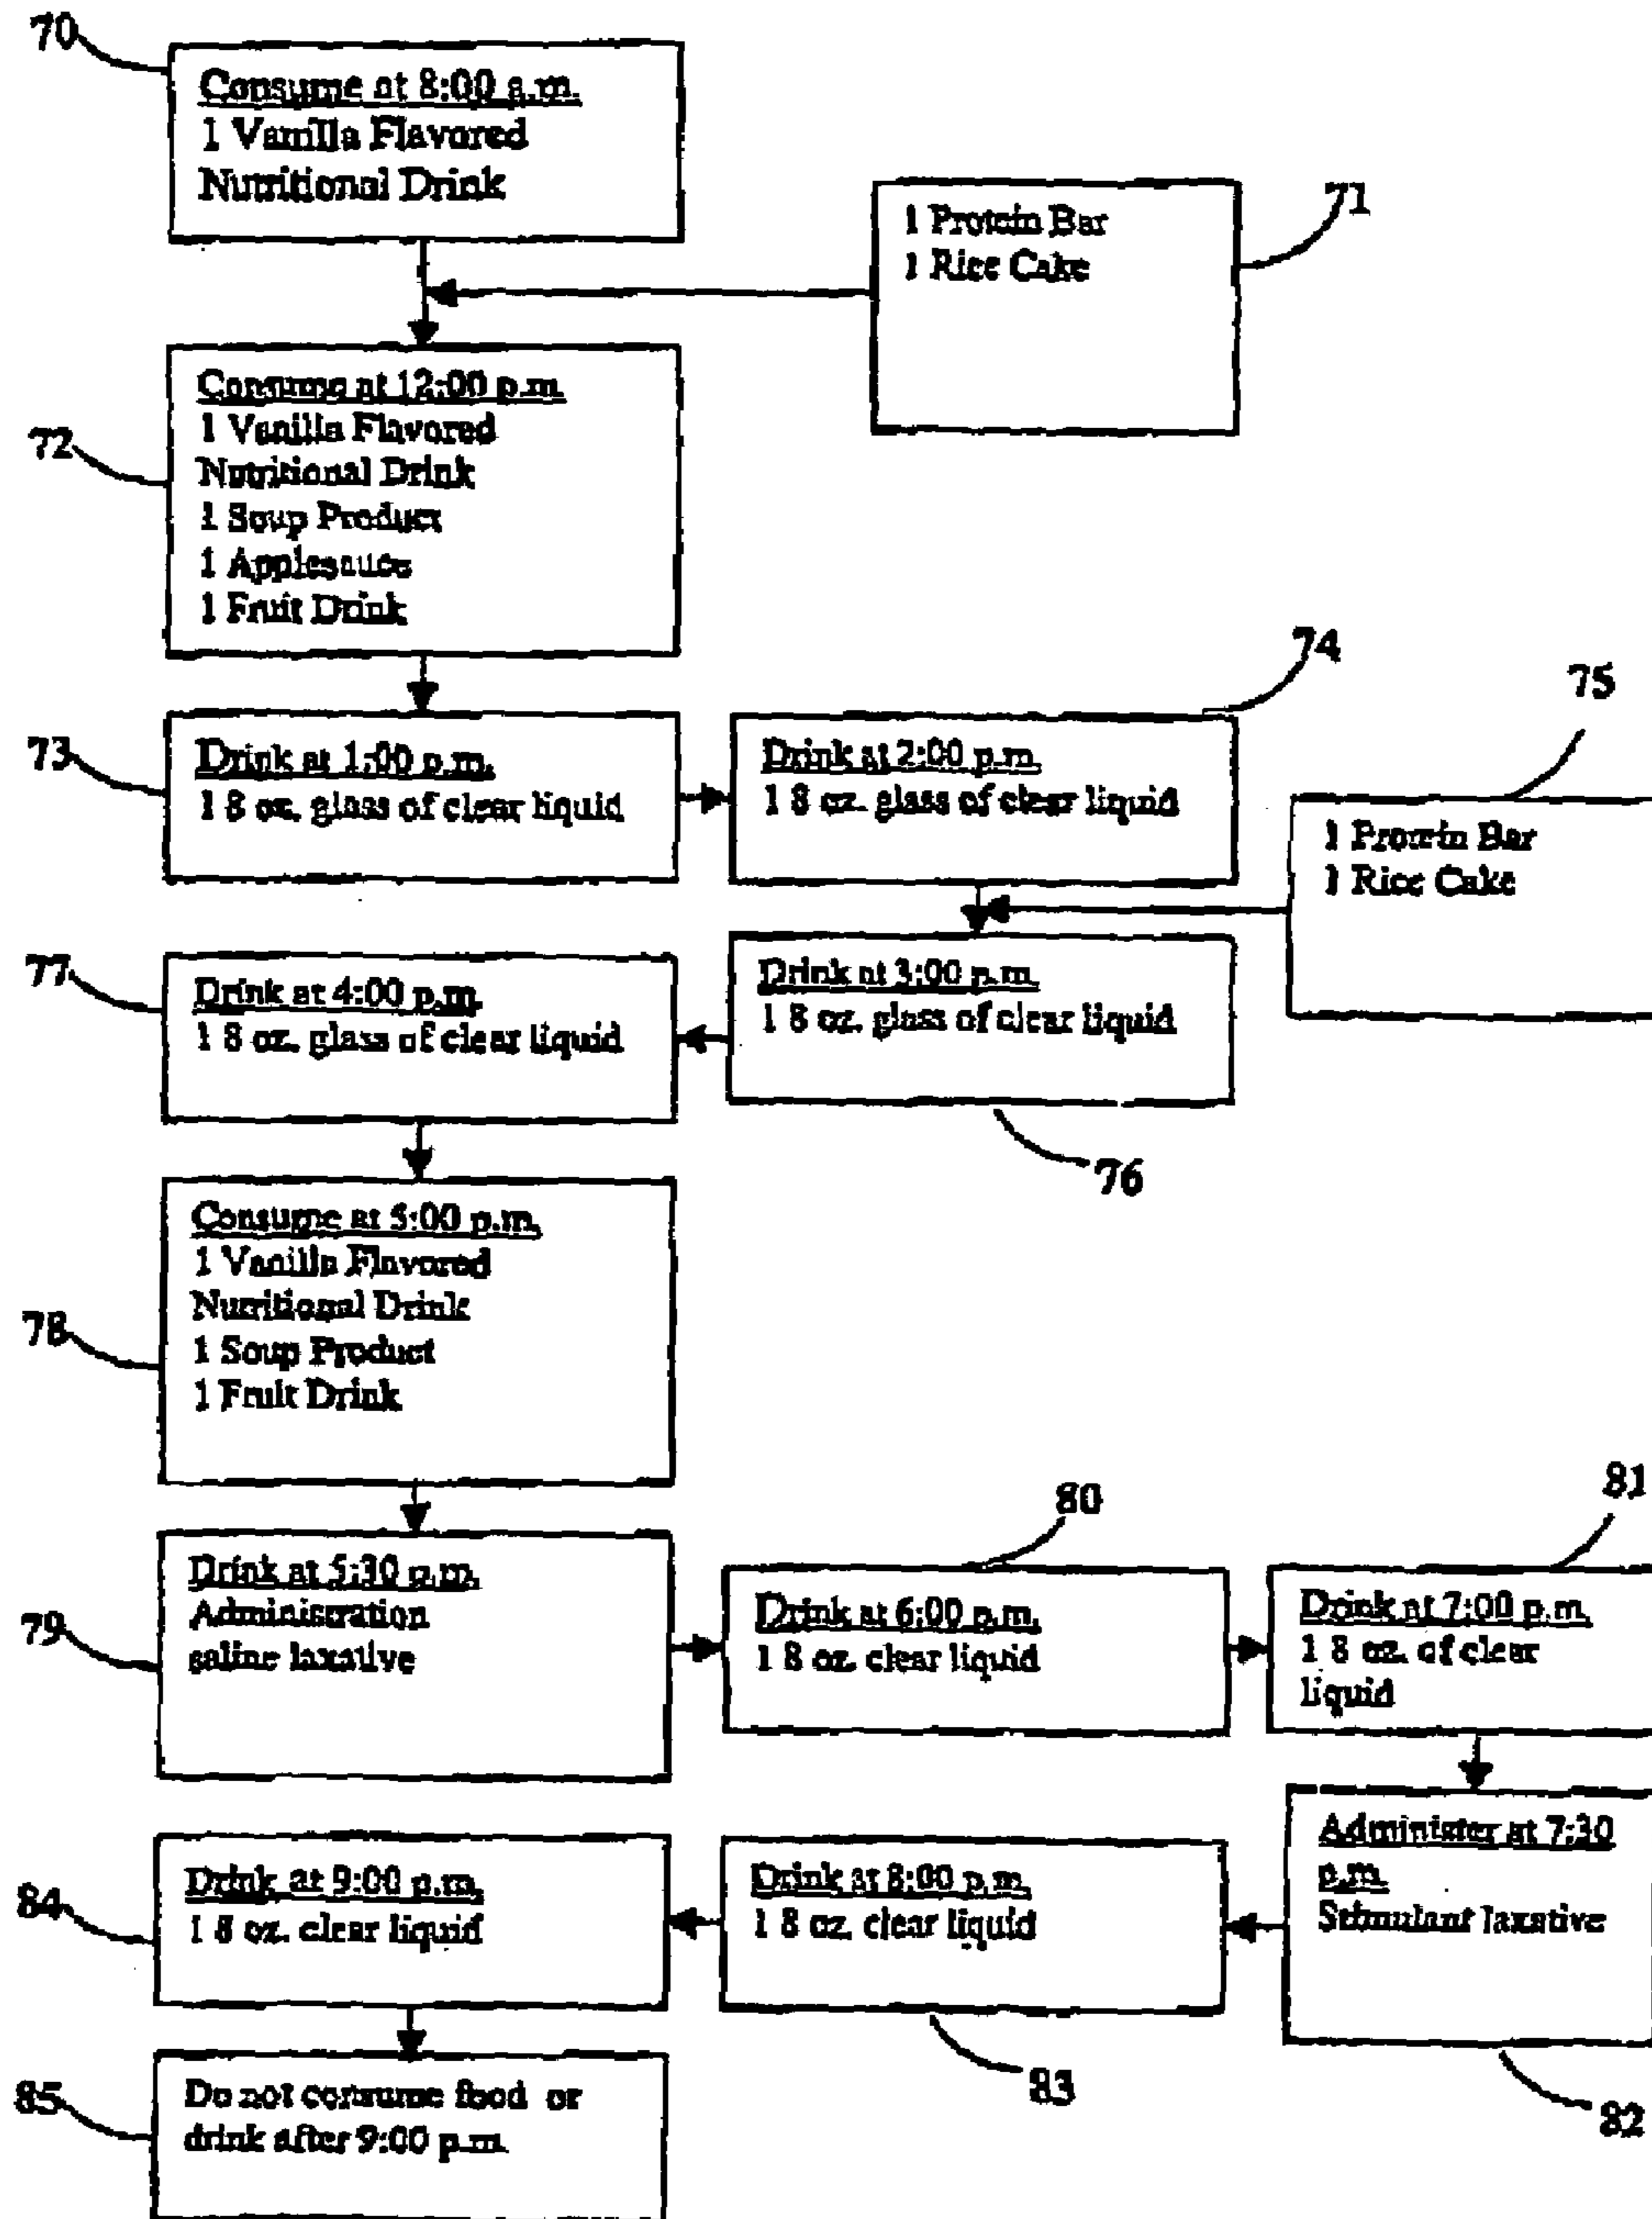 70
Consume at 8:00 a.m.
1 Vanilla Flavored
Nutritional Drink
71
1 Protein Bar
1 Rice Cake
72
Consume at 12:00 p.m.
1 Vanilla Flavored
Nutritional Drink
1 Soup Product
1 Applesauce
1 Fruit Drink
73
Drink at 1:00 p.m.
1 8 oz. glass of clear liquid
74
Drink at 2:00 p.m.
1 8 oz. glass of clear liquid
75
1 Protein Bar
1 Rice Cake
76
Drink at 3:00 p.m.
1 8 oz. glass of clear liquid
77
Drink at 4:00 p.m.
1 8 oz. glass of clear liquid
78
Consume at 5:00 p.m.
1 Vanilla Flavored
Nutritional Drink
1 Soup Product
1 Fruit Drink
79
Drink at 5:30 p.m.
Administration
saline laxative
80
Drink at 6:00 p.m.
1 8 oz. clear liquid
81
Drink at 7:00 p.m.
1 8 oz. of clear
liquid
82
Administer at 7:30
p.m.
Stimulant laxative
83
Drink at 8:00 p.m.
1 8 oz. clear liquid
84
Drink at 9:00 p.m.
1 8 oz. clear liquid
85
Do not consume food or
drink after 9:00 p.m.